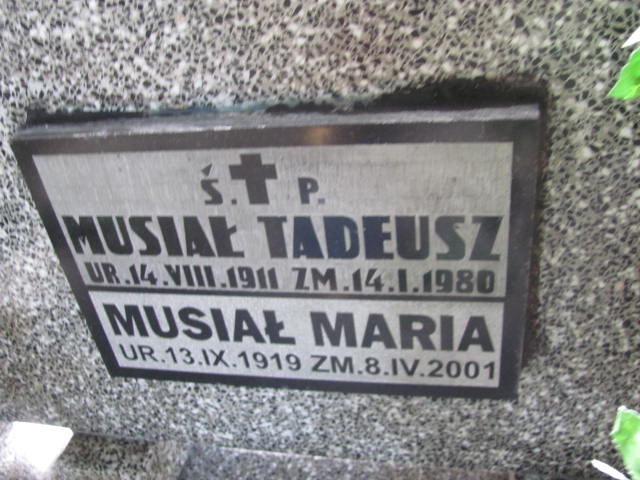 Ś. P.
MUSIAŁ TADEUSZ
UR.14.VIII.1911 ZM.14.I.1980
MUSIAŁ MARIA
UR.13.IX.1919 ZM.8.IV.2001